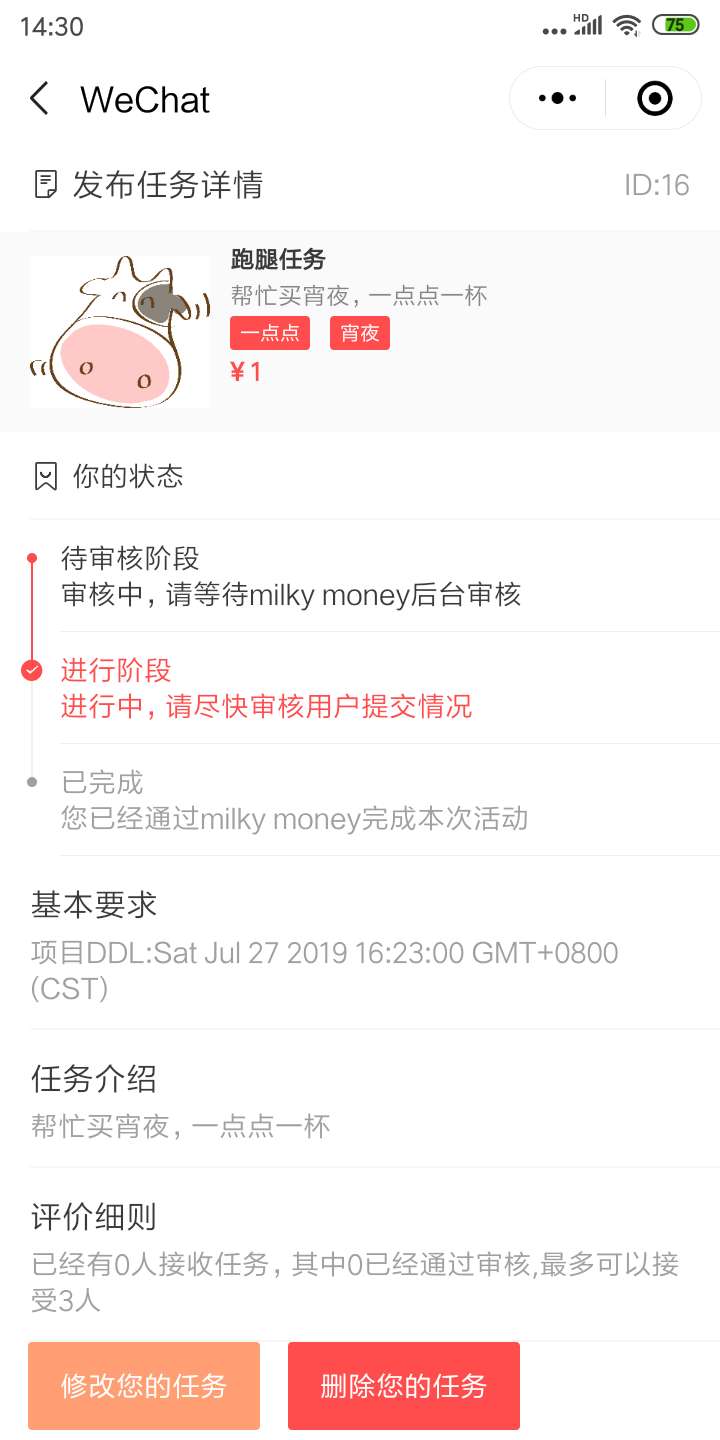 14:30
HD
75
WeChat
发布任务详情
ID:16
跑腿任务
帮忙买宵夜，一点点一杯
一点点 宵夜
¥1
你的状态
待审核阶段
审核中，请等待milky money后台审核
进行阶段
进行中，请尽快审核用户提交情况
已完成
您已经通过milky money完成本次活动
基本要求
项目DDL:Sat Jul 27 2019 16:23:00 GMT+0800
(CST)
任务介绍
帮忙买宵夜，一点点一杯
评价细则
已经有0人接收任务，其中0已经通过审核,最多可以接
受3人
修改您的任务 删除您的任务